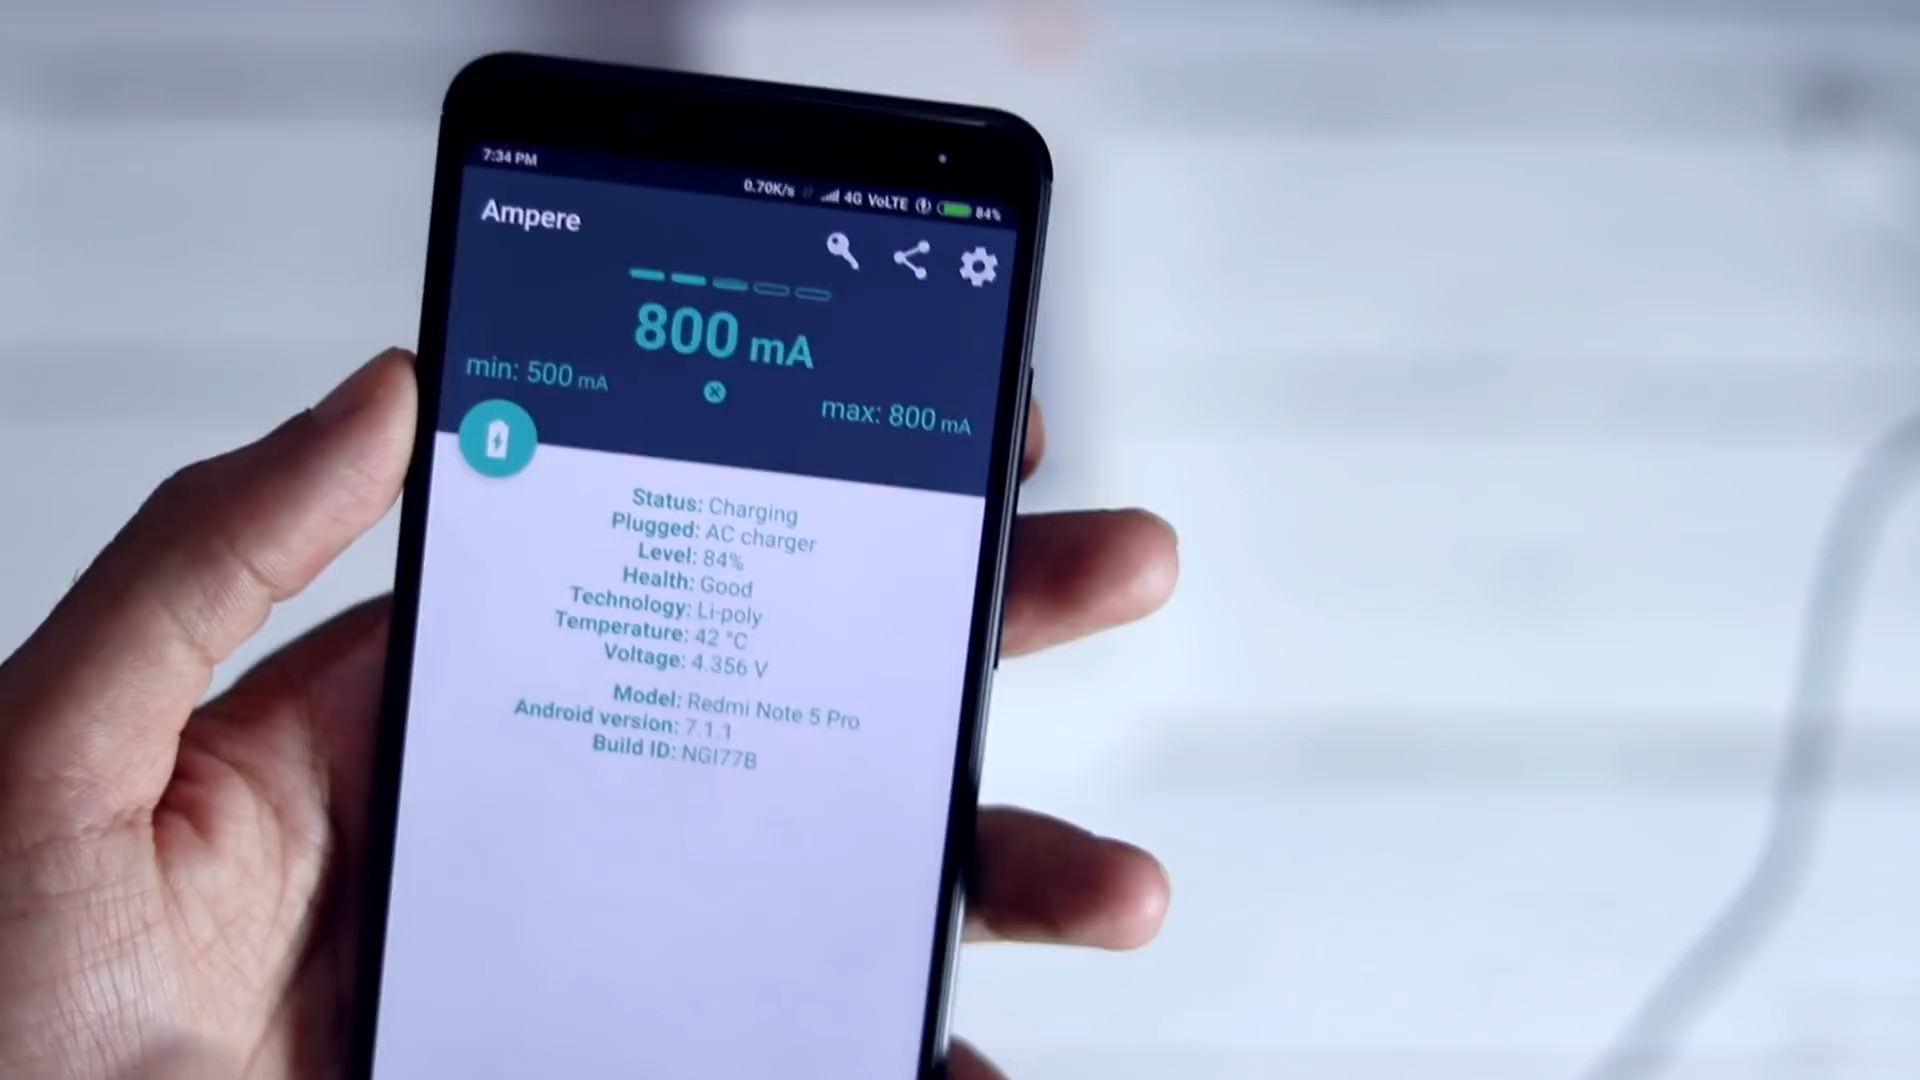 7:34 PM
0.70K/s 4G VoLTE 84%
Ampere
800 mA
min: 500 mA
max: 800 mA
Status: Charging
Plugged: AC charger
Level: 84%
Health: Good
Technology: Li-poly
Temperature: 42 °C
Voltage: 4.356 V
Model: Redmi Note 5 Pro
Android version: 7.1.1
Build ID: NGI77B